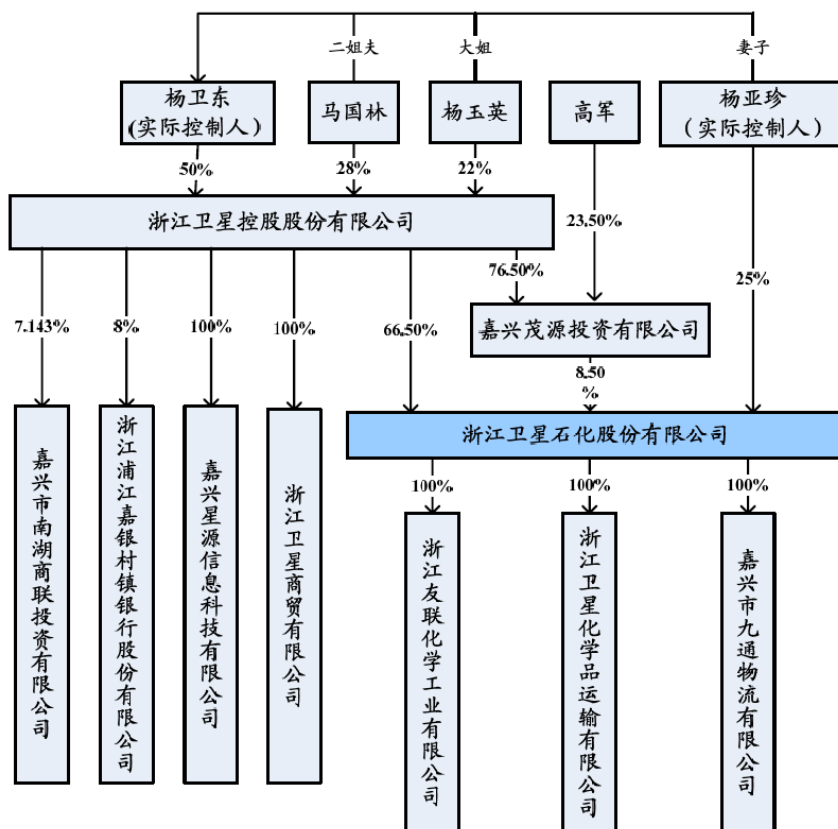 二姐夫
大姐
妻子
杨卫东
(实际控制人)
马国林
杨玉英
高军
杨亚珍
(实际控制人)
50%
28%
22%
浙江卫星控股股份有限公司
23.50%
76.50%
25%
7.143%
8%
100%
100%
66.50%
嘉兴茂源投资有限公司
8.50
%
浙江卫星石化股份有限公司
100%
100%
100%
嘉兴市南湖商联投资有限公司
浙江浦江嘉银村镇银行股份有限公司
嘉兴星源信息科技有限公司
浙江卫星商贸有限公司
浙江友联化学工业有限公司
浙江卫星化学品运输有限公司
嘉兴市九通物流有限公司